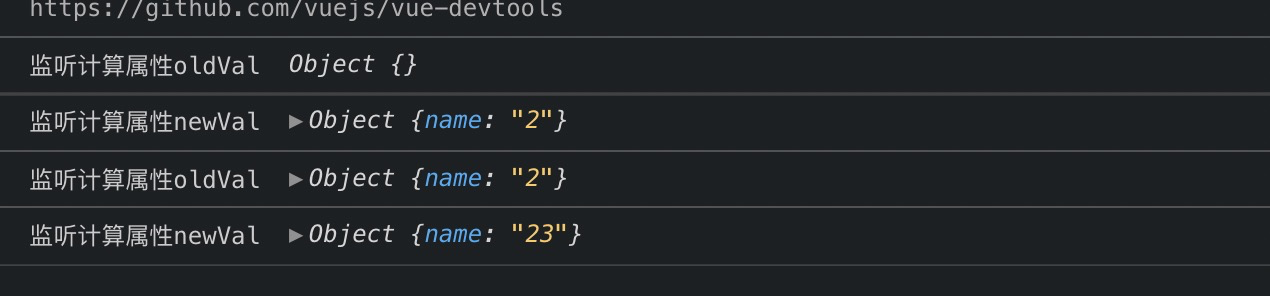 https://github.com/vuejs/vue-devtools
监听计算属性oldVal Object {}
监听计算属性newVal ▶Object {name: "2"}
监听计算属性oldVal ▶Object {name: "2"}
监听计算属性newVal ▶Object {name: "23"}